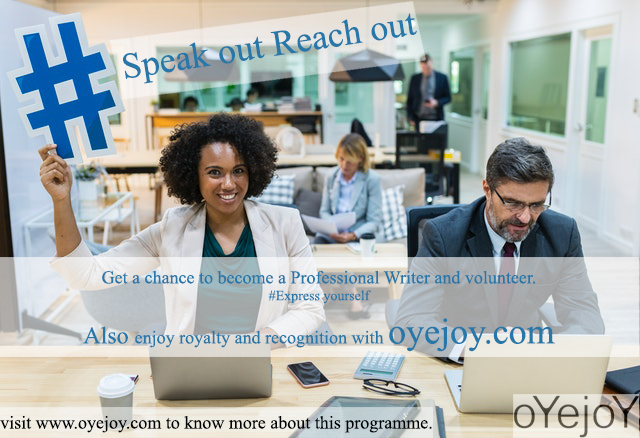 Speak out Reach out
Get a chance to become a Professional Writer and volunteer.
#Express yourself
Also enjoy royalty and recognition with oyejoy.com
visit www.oyejoy.com to know more about this programme.
oYejoY